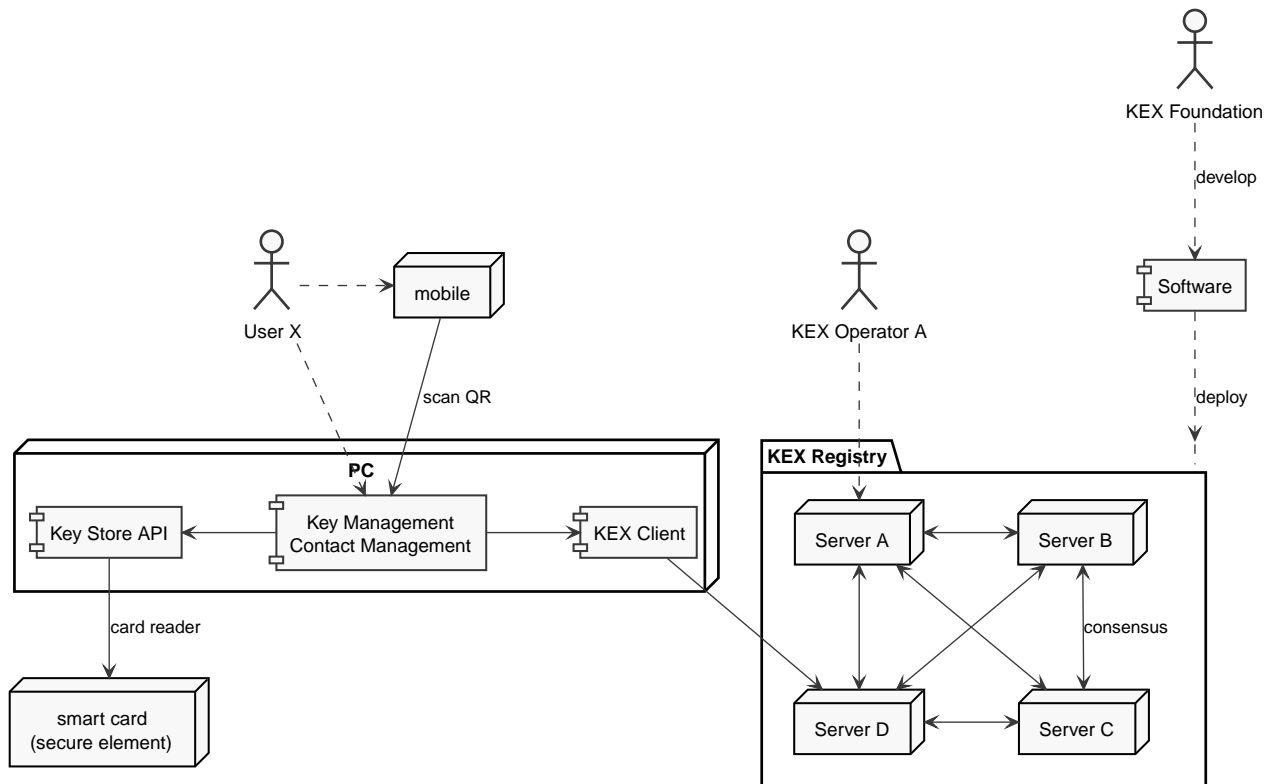 KEX Foundation
develop
Software
deploy
User X
mobile
scan QR
KEX Operator A
PC
Key Store API
Key Management
Contact Management
KEX Client
card reader
smart card
(secure element)
KEX Registry
Server A
Server B
consensus
Server D
Server C